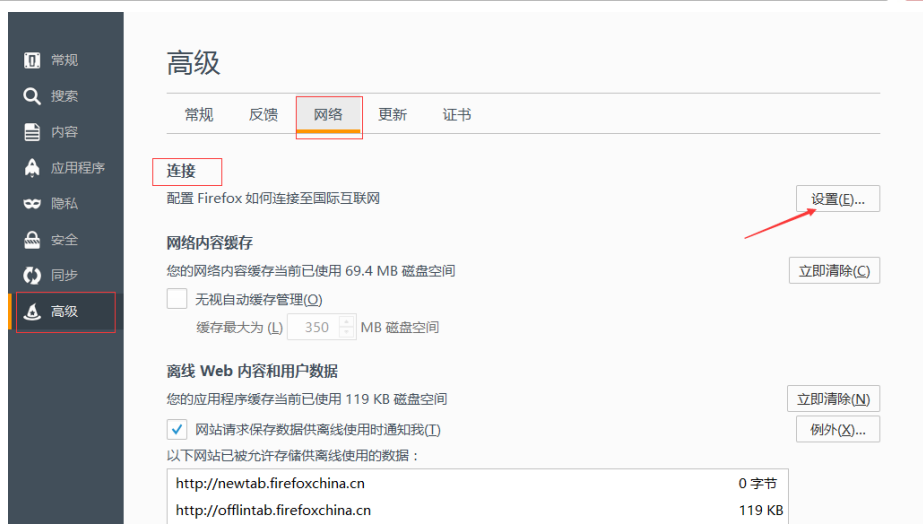 常规
搜索
内容
应用程序
隐私
安全
同步
高级
高级
常规 反馈 网络 更新 证书
连接
配置 Firefox 如何连接至国际互联网 设置(E)...
网络内容缓存
您的网络内容缓存当前已使用 69.4 MB 磁盘空间 立即清除(C)
无视自动缓存管理(O)
缓存最大为 (L) 350 MB 磁盘空间
离线 Web 内容和用户数据
您的应用程序缓存当前已使用 119 KB 磁盘空间 立即清除(N)
网站请求保存数据供离线使用时通知我(T) 例外(X)...
以下网站已被允许存储供离线使用的数据：
http://newtab.firefoxchina.cn 0 字节
http://offlintab.firefoxchina.cn 119 KB